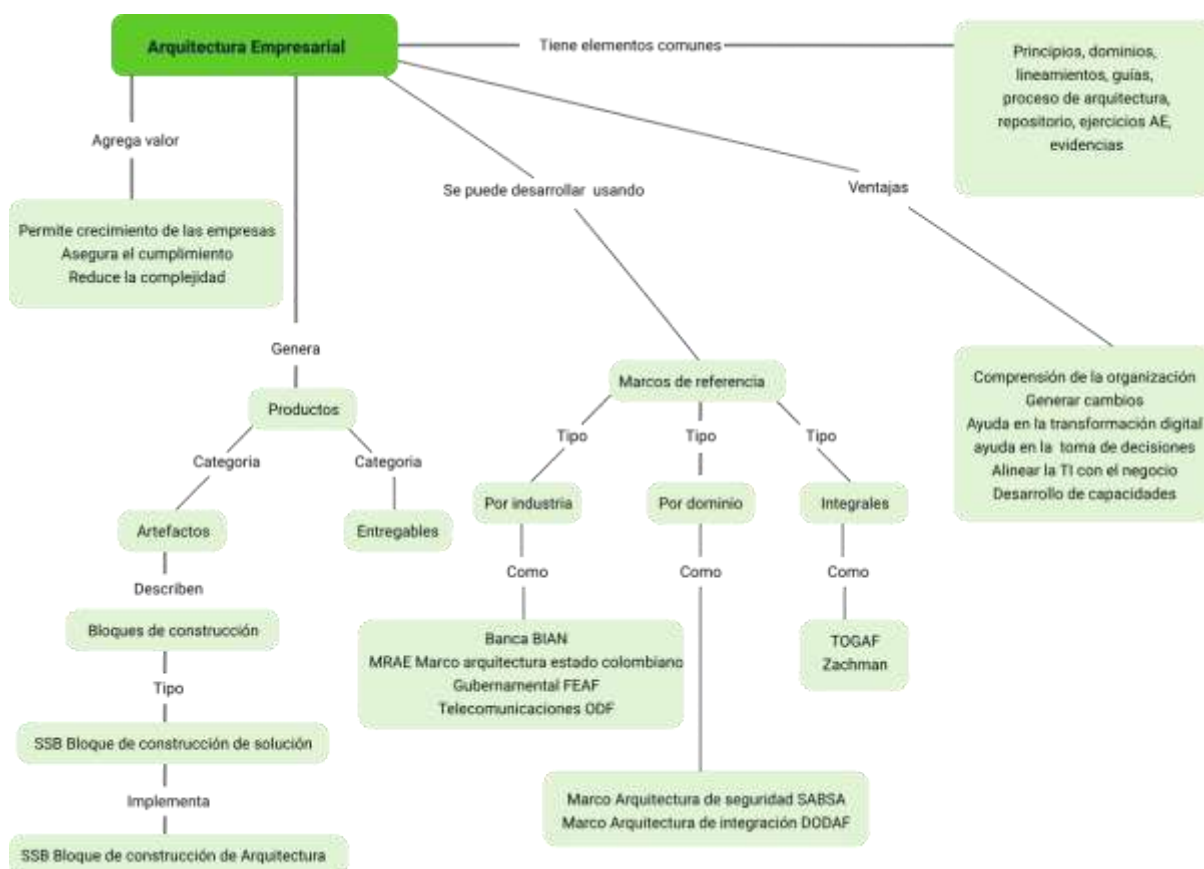 Arquitectura Empresarial
Tiene elementos comunes
Principios, dominios,
lineamientos, guías,
proceso de arquitectura,
repositorio, ejercicios AE,
evidencias
Agrega valor
Se puede desarrollar usando
Ventajas
Permite crecimiento de las empresas
Asegura el cumplimiento
Reduce la complejidad
Genera
Productos
Categoria
Categoria
Artefactos
Entregables
Describen
Bloques de construcción
Tipo
SSB Bloque de construcción de solución
Implementa
SSB Bloque de construcción de Arquitectura
Marcos de referencia
Tipo
Tipo
Tipo
Por industria
Por dominio
Integrales
Como
Como
Como
Banca BIAN
MRAE Marco arquitectura estado colombiano
Gubernamental FEAF
Telecomunicaciones ODF
TOGAF
Zachman
Marco Arquitectura de seguridad SABSA
Marco Arquitectura de integración DODAF
Comprensión de la organización
Generar cambios
Ayuda en la transformación digital
ayuda en la toma de decisiones
Alinear la TI con el negocio
Desarrollo de capacidades